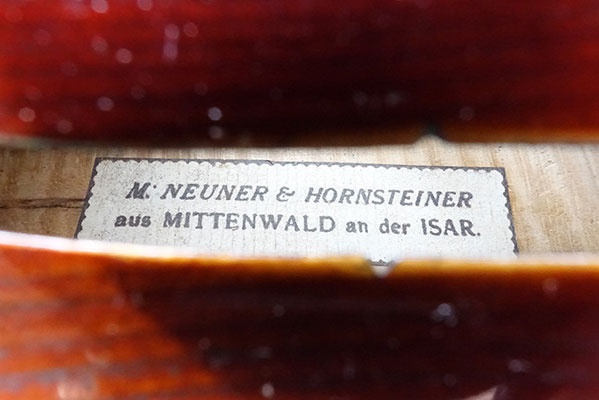 M. NEUNER & HORNSTEINER
aus MITTENWALD an der ISAR.